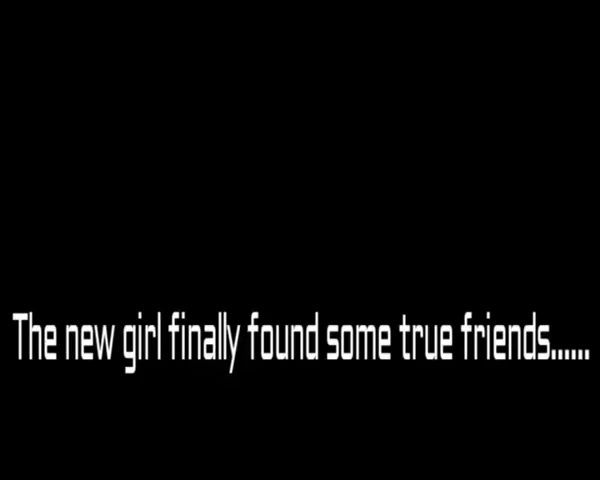 The new girl finally found some true friends......